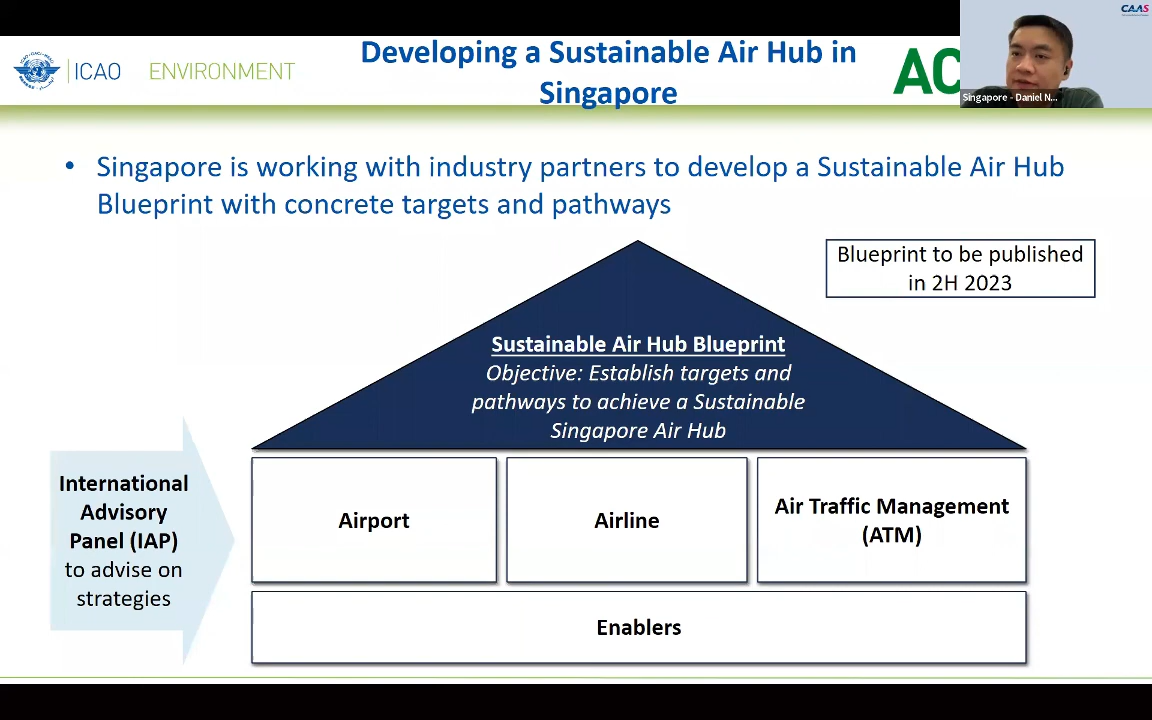 CAAS
Developing a Sustainable Air Hub in
Singapore
ICAO ENVIRONMENT
AC
Singapore - Daniel N...
• Singapore is working with industry partners to develop a Sustainable Air Hub
Blueprint with concrete targets and pathways
Blueprint to be published
in 2H 2023
Sustainable Air Hub Blueprint
Objective: Establish targets and
pathways to achieve a Sustainable
Singapore Air Hub
International
Advisory
Panel (IAP)
to advise on
strategies
Airport
Airline
Air Traffic Management
(ATM)
Enablers